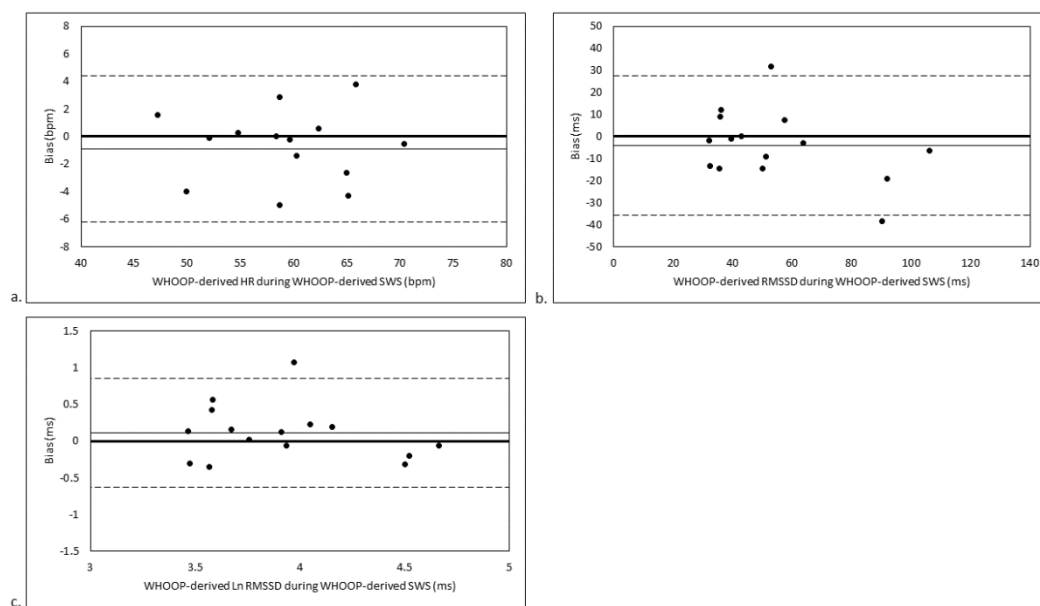 8
6
4
2
0
-2
-4
-6
-8
Bias (bpm)
40 45 50 55 60 65 70 75 80
WHOOP-derived HR during WHOOP-derived SWS (bpm)
a.
50
40
30
20
10
0
-10
-20
-30
-40
-50
Bias (ms)
0 20 40 60 80 100 120 140
WHOOP-derived RMSSD during WHOOP-derived SWS (ms)
b.
1.5
1
0.5
0
-0.5
-1
-1.5
Bias (ms)
3 3.5 4 4.5 5
WHOOP-derived Ln RMSSD during WHOOP-derived SWS (ms)
c.